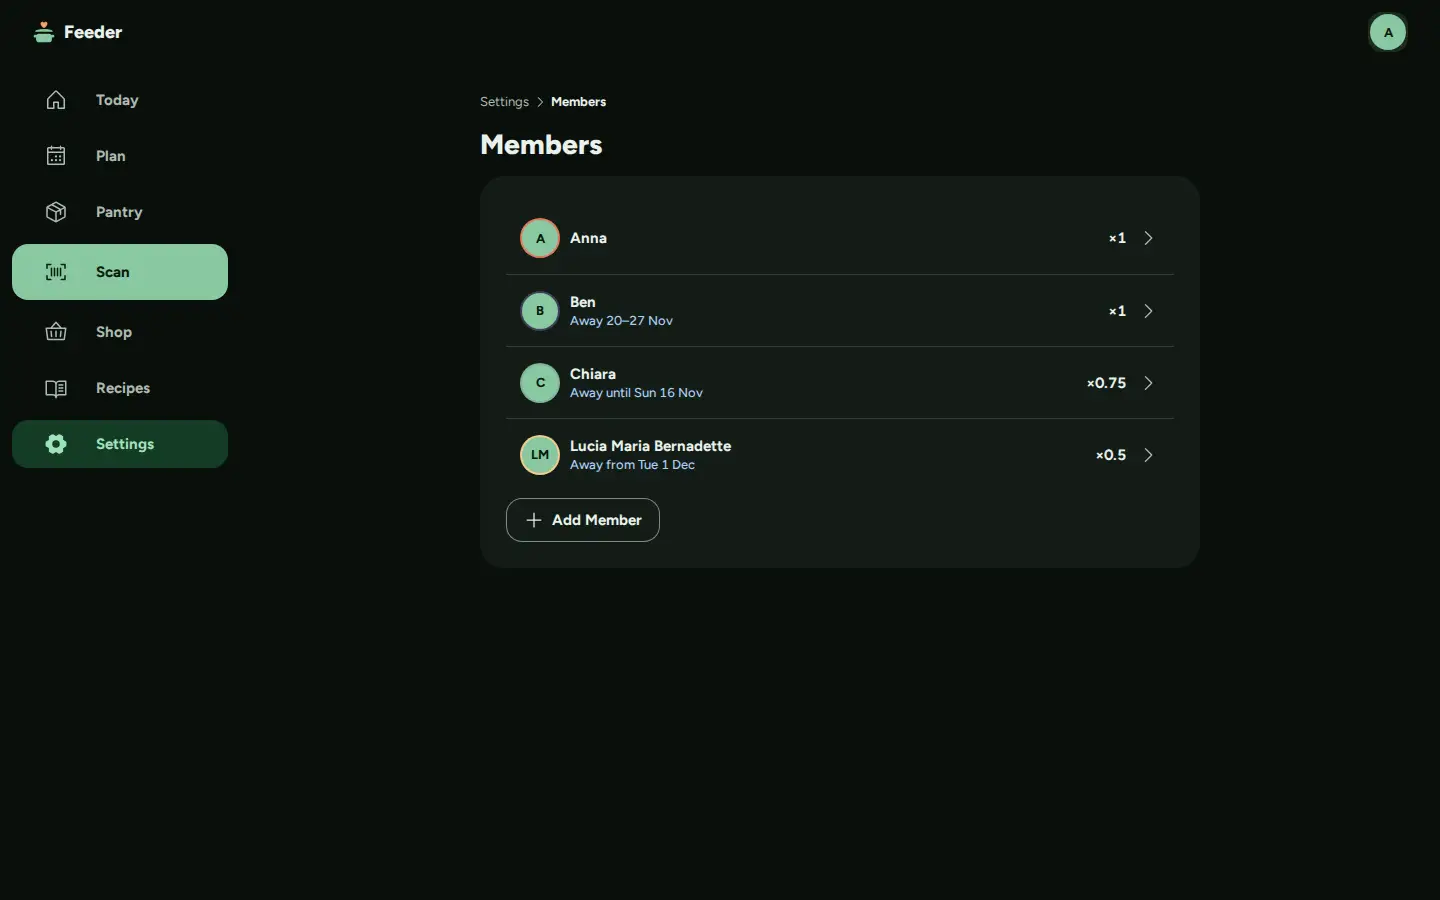 Feeder
A
Today
Plan
Pantry
Scan
Shop
Recipes
Settings
Settings > Members
Members
A Anna ×1
B Ben ×1
Away 20–27 Nov
C Chiara ×0.75
Away until Sun 16 Nov
LM Lucia Maria Bernadette ×0.5
Away from Tue 1 Dec
+ Add Member